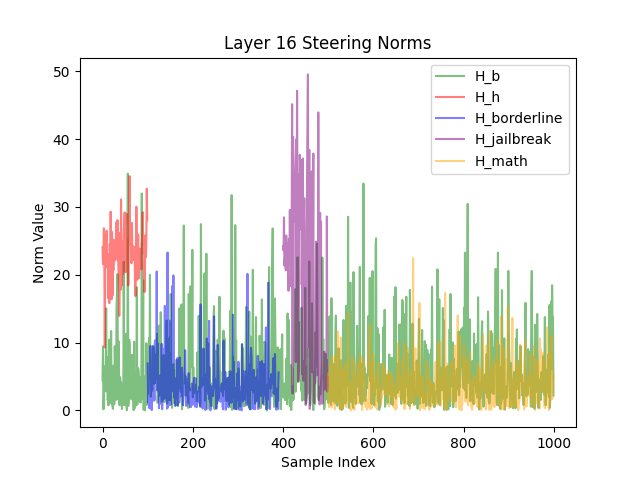 Layer 16 Steering Norms
50
40
30
20
10
0
Norm Value
H_b
H_h
H_borderline
H_jailbreak
H_math
0
200
400
600
800
1000
Sample Index